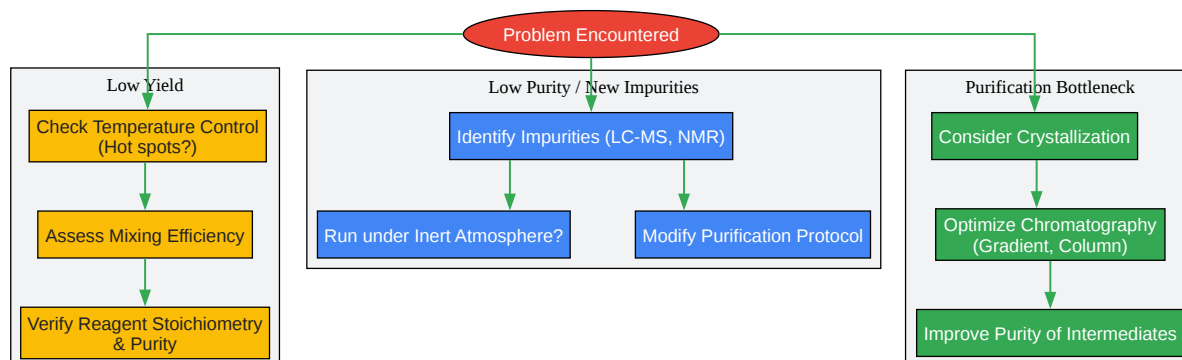 Problem Encountered
Low Yield
Check Temperature Control
(Hot spots?)
Assess Mixing Efficiency
Verify Reagent Stoichiometry
& Purity
Low Purity / New Impurities
Identify Impurities (LC-MS, NMR)
Run under Inert Atmosphere?
Modify Purification Protocol
Purification Bottleneck
Consider Crystallization
Optimize Chromatography
(Gradient, Column)
Improve Purity of Intermediates